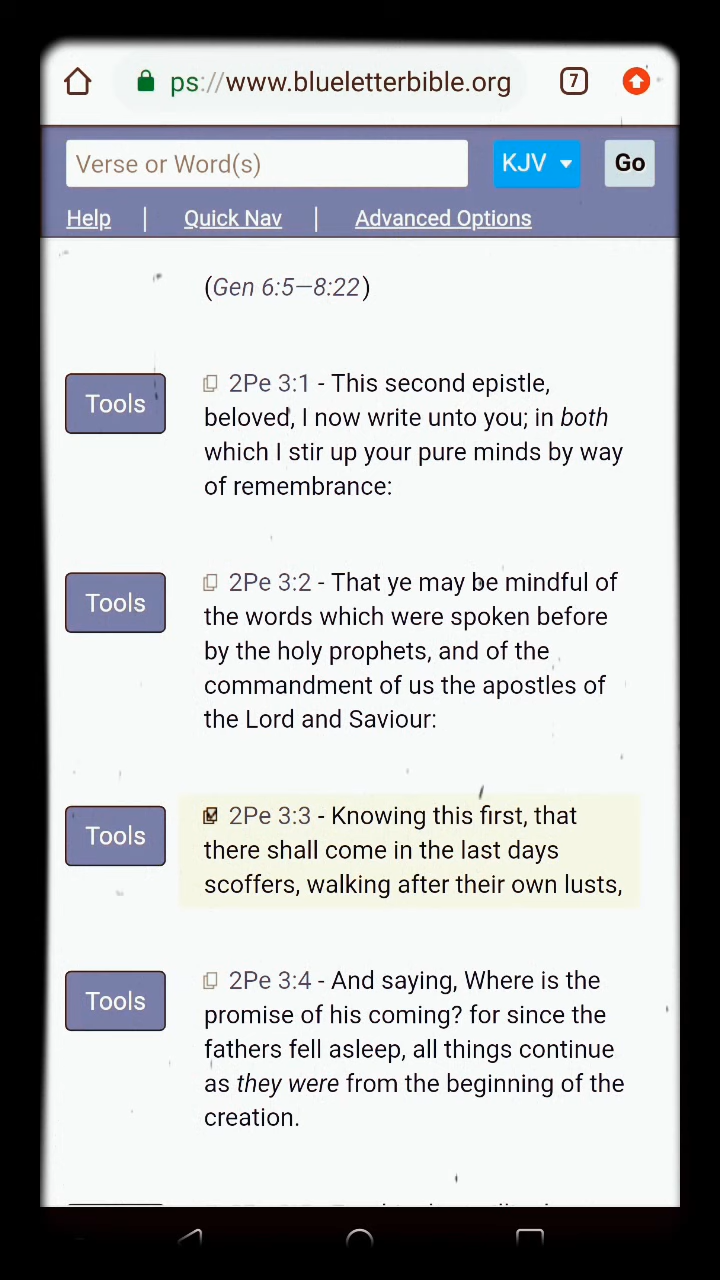 ps://www.blueletterbible.org 7
Verse or Word(s) KJV Go
Help | Quick Nav | Advanced Options
(Gen 6:5—8:22)
Tools
2Pe 3:1 - This second epistle,
beloved, I now write unto you; in both
which I stir up your pure minds by way
of remembrance:
Tools
2Pe 3:2 - That ye may be mindful of
the words which were spoken before
by the holy prophets, and of the
commandment of us the apostles of
the Lord and Saviour:
Tools
2Pe 3:3 - Knowing this first, that
there shall come in the last days
scoffers, walking after their own lusts,
Tools
2Pe 3:4 - And saying, Where is the
promise of his coming? for since the
fathers fell asleep, all things continue
as they were from the beginning of the
creation.